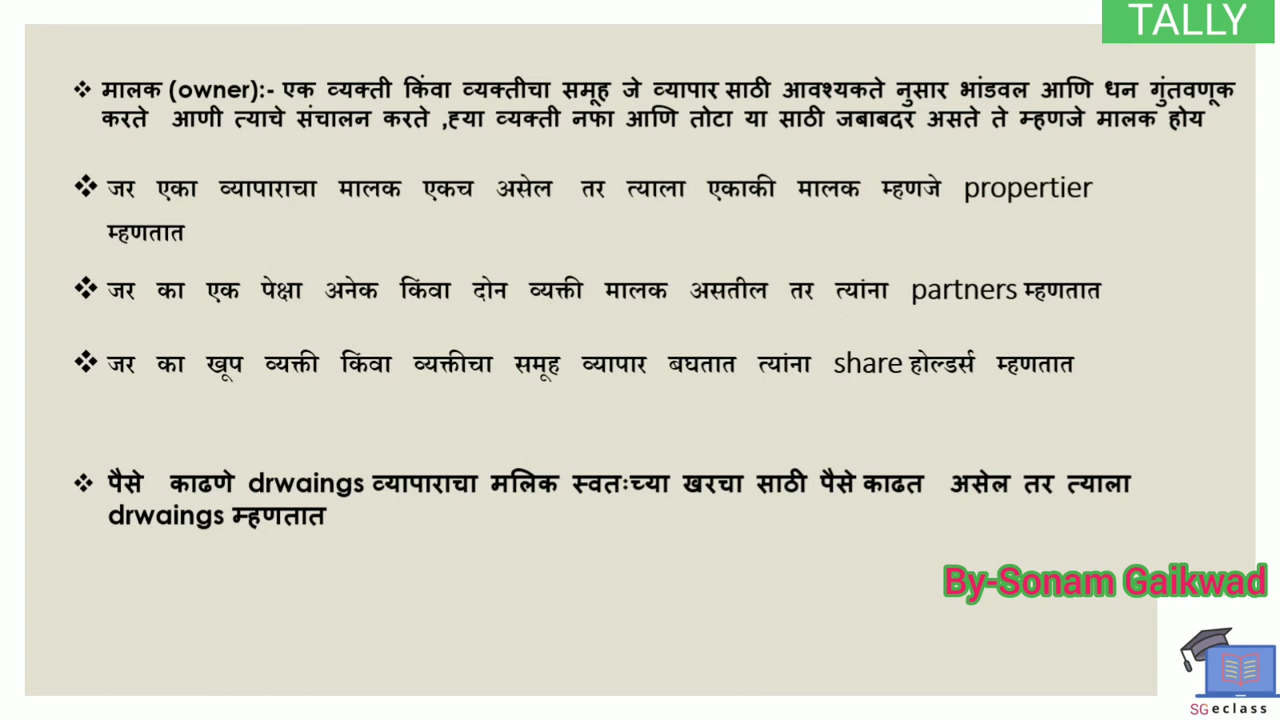 TALLY
❖ मालक (owner):- एक व्यक्ती किंवा व्यक्तीचा समूह जे व्यापार साठी आवश्यकते नुसार भांडवल आणि धन गुंतवणूक
करते आणी त्याचे संचालन करते ,ह्या व्यक्ती नफा आणि तोटा या साठी जबाबदर असते ते म्हणजे मालक होय
❖ जर एका व्यापाराचा मालक एकच असेल तर त्याला एकाकी मालक म्हणजे propertier
म्हणतात
❖ जर का एक पेक्षा अनेक किंवा दोन व्यक्ती मालक असतील तर त्यांना partners म्हणतात
❖ जर का खूप व्यक्ती किंवा व्यक्तीचा समूह व्यापार बघतात त्यांना share होल्डर्स म्हणतात
❖ पैसे काढणे drwaings व्यापाराचा मलिक स्वतःच्या खरचा साठी पैसे काढत असेल तर त्याला
drwaings म्हणतात
By-Sonam Gaikwad
SG eclass